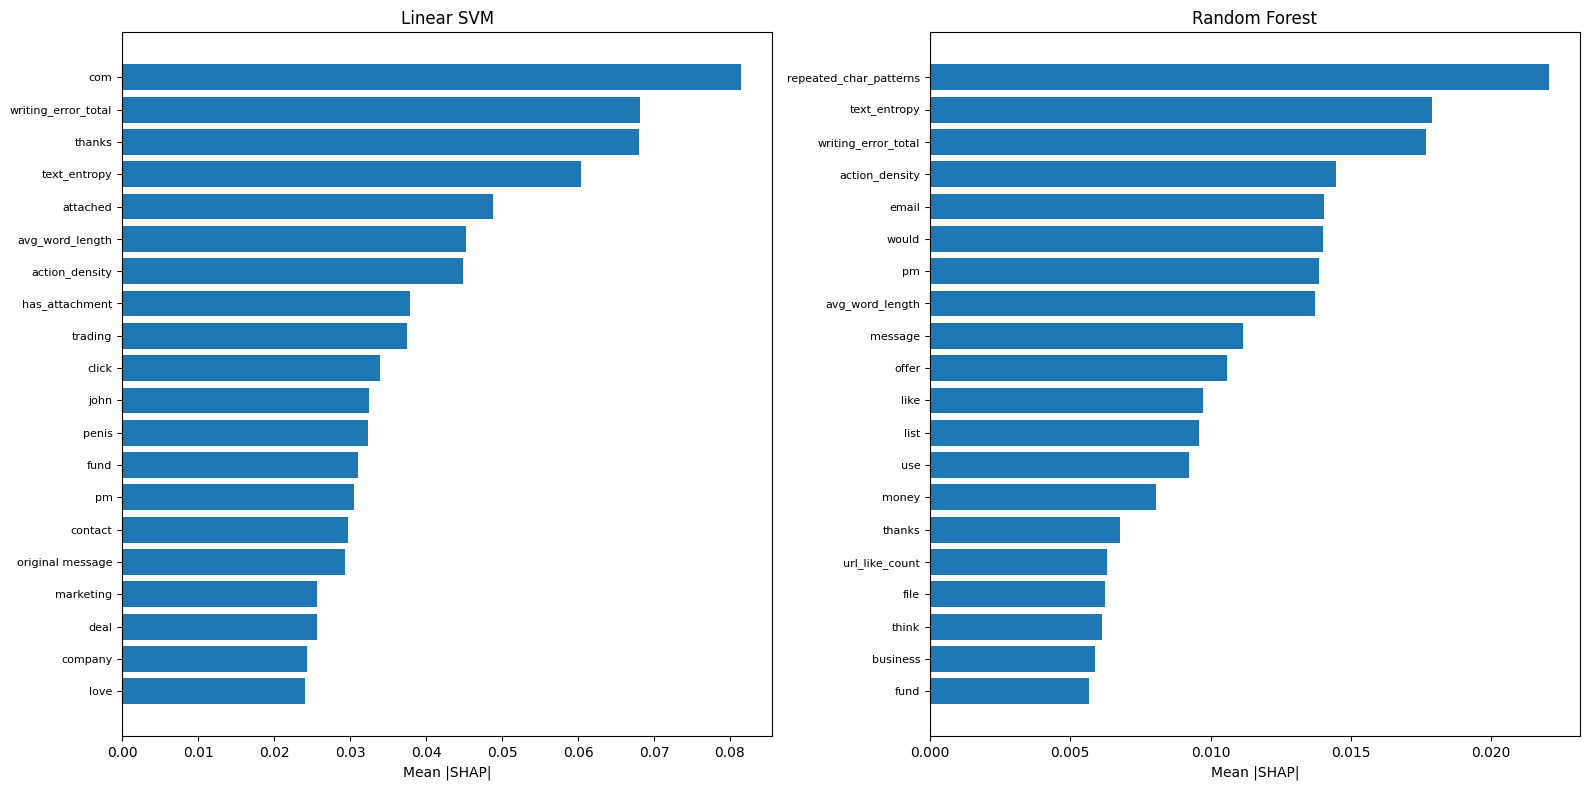 Linear SVM
com
writing_error_total
thanks
text_entropy
attached
avg_word_length
action_density
has_attachment
trading
click
john
penis
fund
pm
contact
original message
marketing
deal
company
love
0.00 0.01 0.02 0.03 0.04 0.05 0.06 0.07 0.08
Mean |SHAP|
Random Forest
repeated_char_patterns
text_entropy
writing_error_total
action_density
email
would
pm
avg_word_length
message
offer
like
list
use
money
thanks
url_like_count
file
think
business
fund
0.000 0.005 0.010 0.015 0.020
Mean |SHAP|